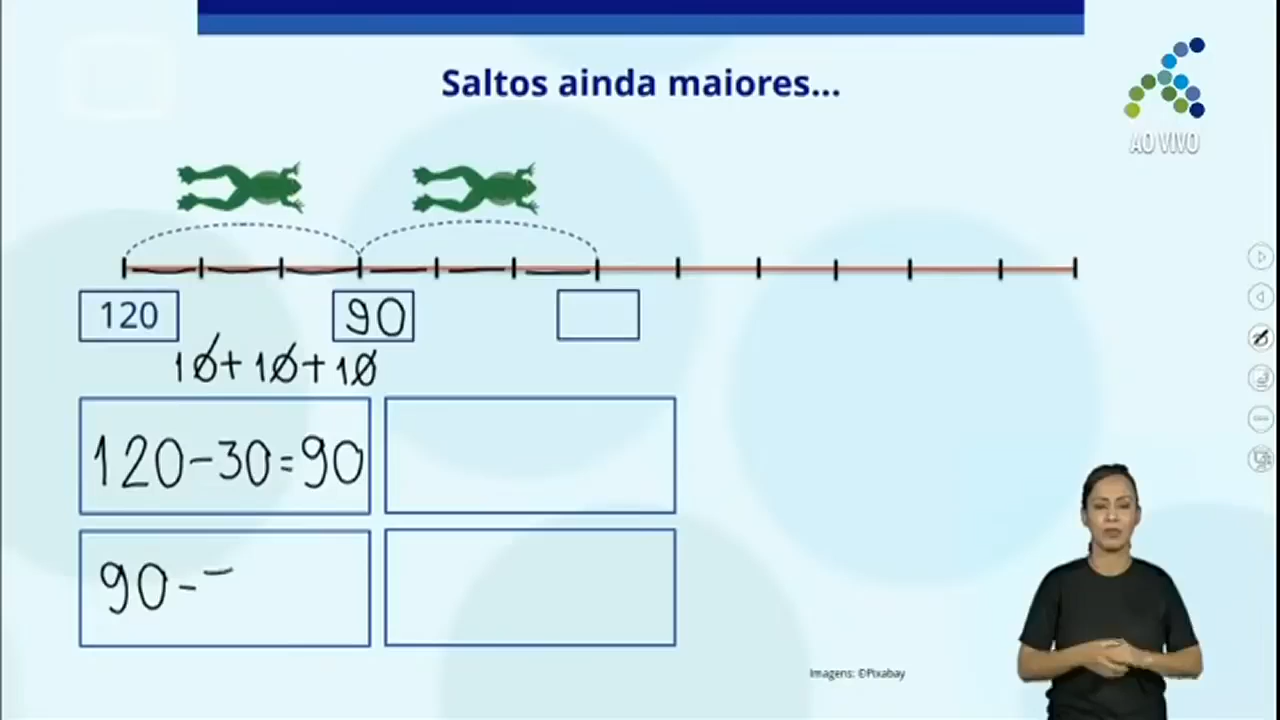 Saltos ainda maiores...
AO VIVO
120 90
10+10+10
120-30=90
90--
Imagens: ©Pixabay